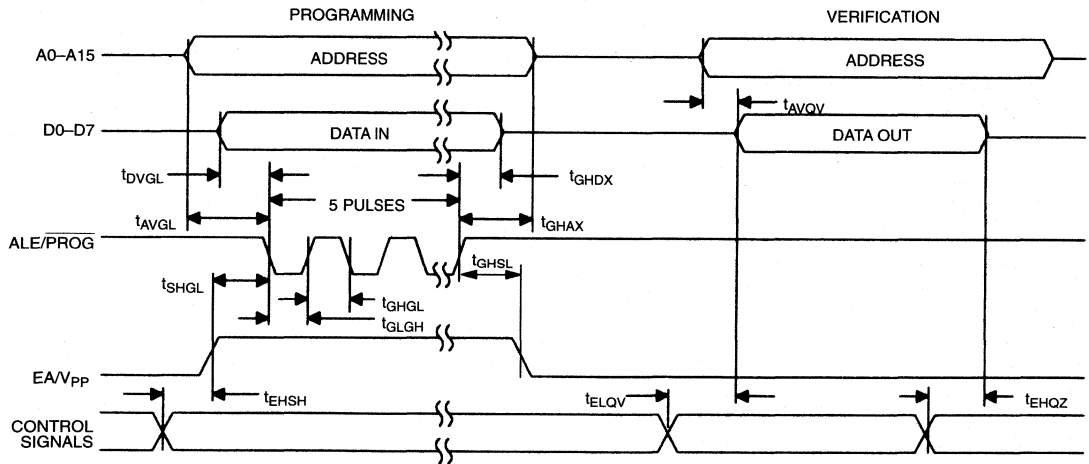 PROGRAMMING
VERIFICATION
A0–A15
ADDRESS
ADDRESS
tAVQV
D0–D7
DATA IN
DATA OUT
tDVGL
tGHDX
5 PULSES
tAVGL
tGHAX
ALE/PROG
tSHGL
tGHSL
tGHGL
tGLGH
EA/VPP
tEHSH
tELQV
tEHQZ
CONTROL
SIGNALS